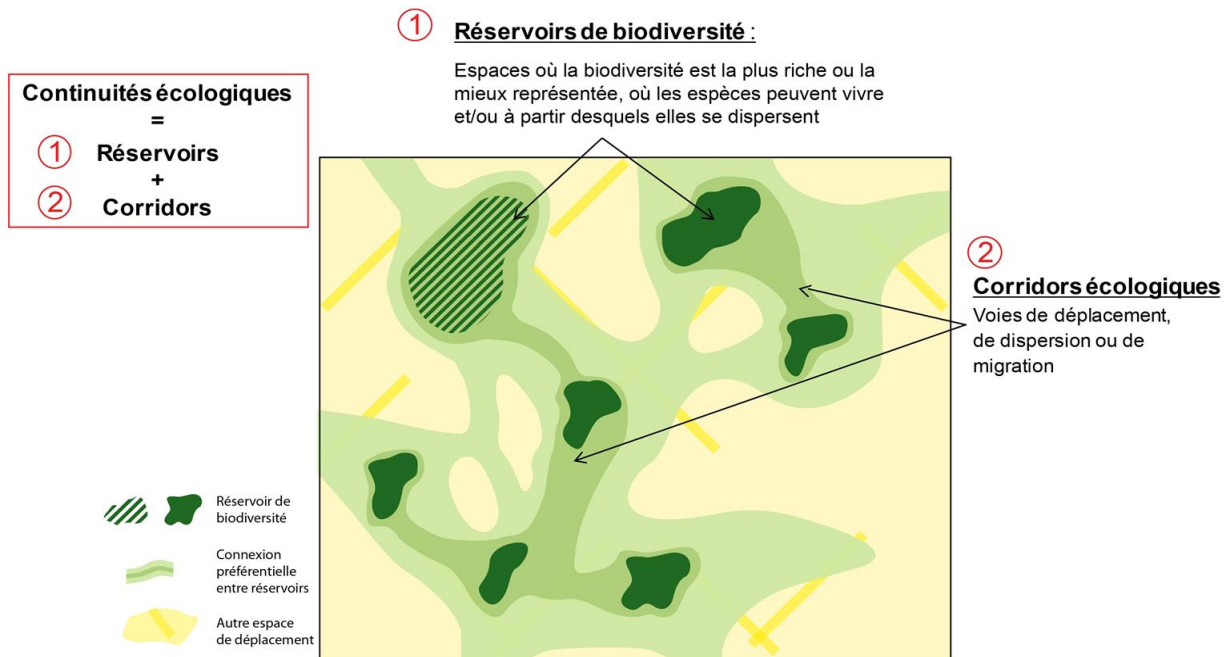 ① Réservoirs de biodiversité :
Espaces où la biodiversité est la plus riche ou la
mieux représentée, où les espèces peuvent vivre
et/ou à partir desquels elles se dispersent
Continuités écologiques
=
① Réservoirs
+
② Corridors
②
Corridors écologiques
Voies de déplacement,
de dispersion ou de
migration
Réservoir de
biodiversité
Connexion
préférentielle
entre réservoirs
Autre espace
de déplacement